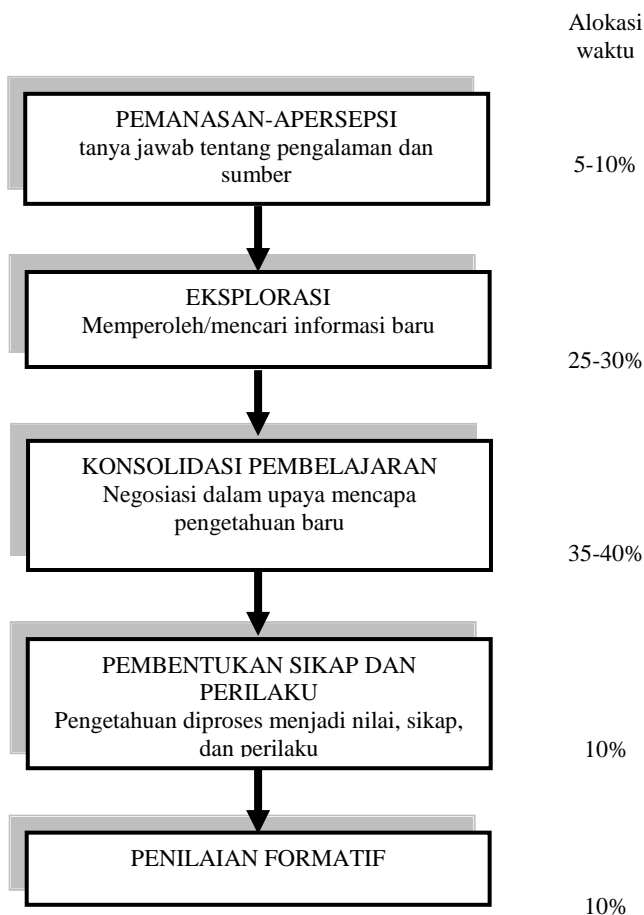 Alokasi
waktu
PEMANASAN-APERSEPSI
tanya jawab tentang pengalaman dan
sumber
5-10%
EKSPLORASI
Memperoleh/mencari informasi baru
25-30%
KONSOLIDASI PEMBELAJARAN
Negosiasi dalam upaya mencapa
pengetahuan baru
35-40%
PEMBENTUKAN SIKAP DAN
PERILAKU
Pengetahuan diproses menjadi nilai, sikap,
dan perilaku
10%
PENILAIAN FORMATIF
10%